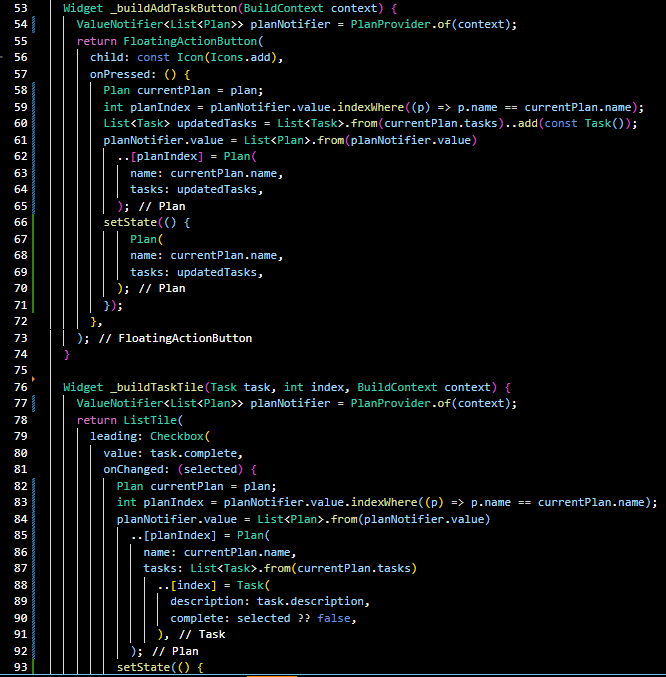 53 Widget _buildAddTaskButton(BuildContext context) {
54 ValueNotifier<List<Plan>> planNotifier = PlanProvider.of(context);
55 return FloatingActionButton(
56 child: const Icon(Icons.add),
57 onPressed: () {
58 Plan currentPlan = plan;
59 int planIndex = planNotifier.value.indexWhere((p) => p.name == currentPlan.name);
60 List<Task> updatedTasks = List<Task>.from(currentPlan.tasks)..add(const Task());
61 planNotifier.value = List<Plan>.from(planNotifier.value)
62 ..[planIndex] = Plan(
63 name: currentPlan.name,
64 tasks: updatedTasks,
65 ); // Plan
66 setState(() {
67 Plan(
68 name: currentPlan.name,
69 tasks: updatedTasks,
70 ); // Plan
71 });
72 },
73 ); // FloatingActionButton
74 }
75
76 Widget _buildTaskTile(Task task, int index, BuildContext context) {
77 ValueNotifier<List<Plan>> planNotifier = PlanProvider.of(context);
78 return ListTile(
79 leading: Checkbox(
80 value: task.complete,
81 onChanged: (selected) {
82 Plan currentPlan = plan;
83 int planIndex = planNotifier.value.indexWhere((p) => p.name == currentPlan.name);
84 planNotifier.value = List<Plan>.from(planNotifier.value)
85 ..[planIndex] = Plan(
86 name: currentPlan.name,
87 tasks: List<Task>.from(currentPlan.tasks)
88 ..[index] = Task(
89 description: task.description,
90 complete: selected ?? false,
91 ), // Task
92 ); // Plan
93 setState(() {